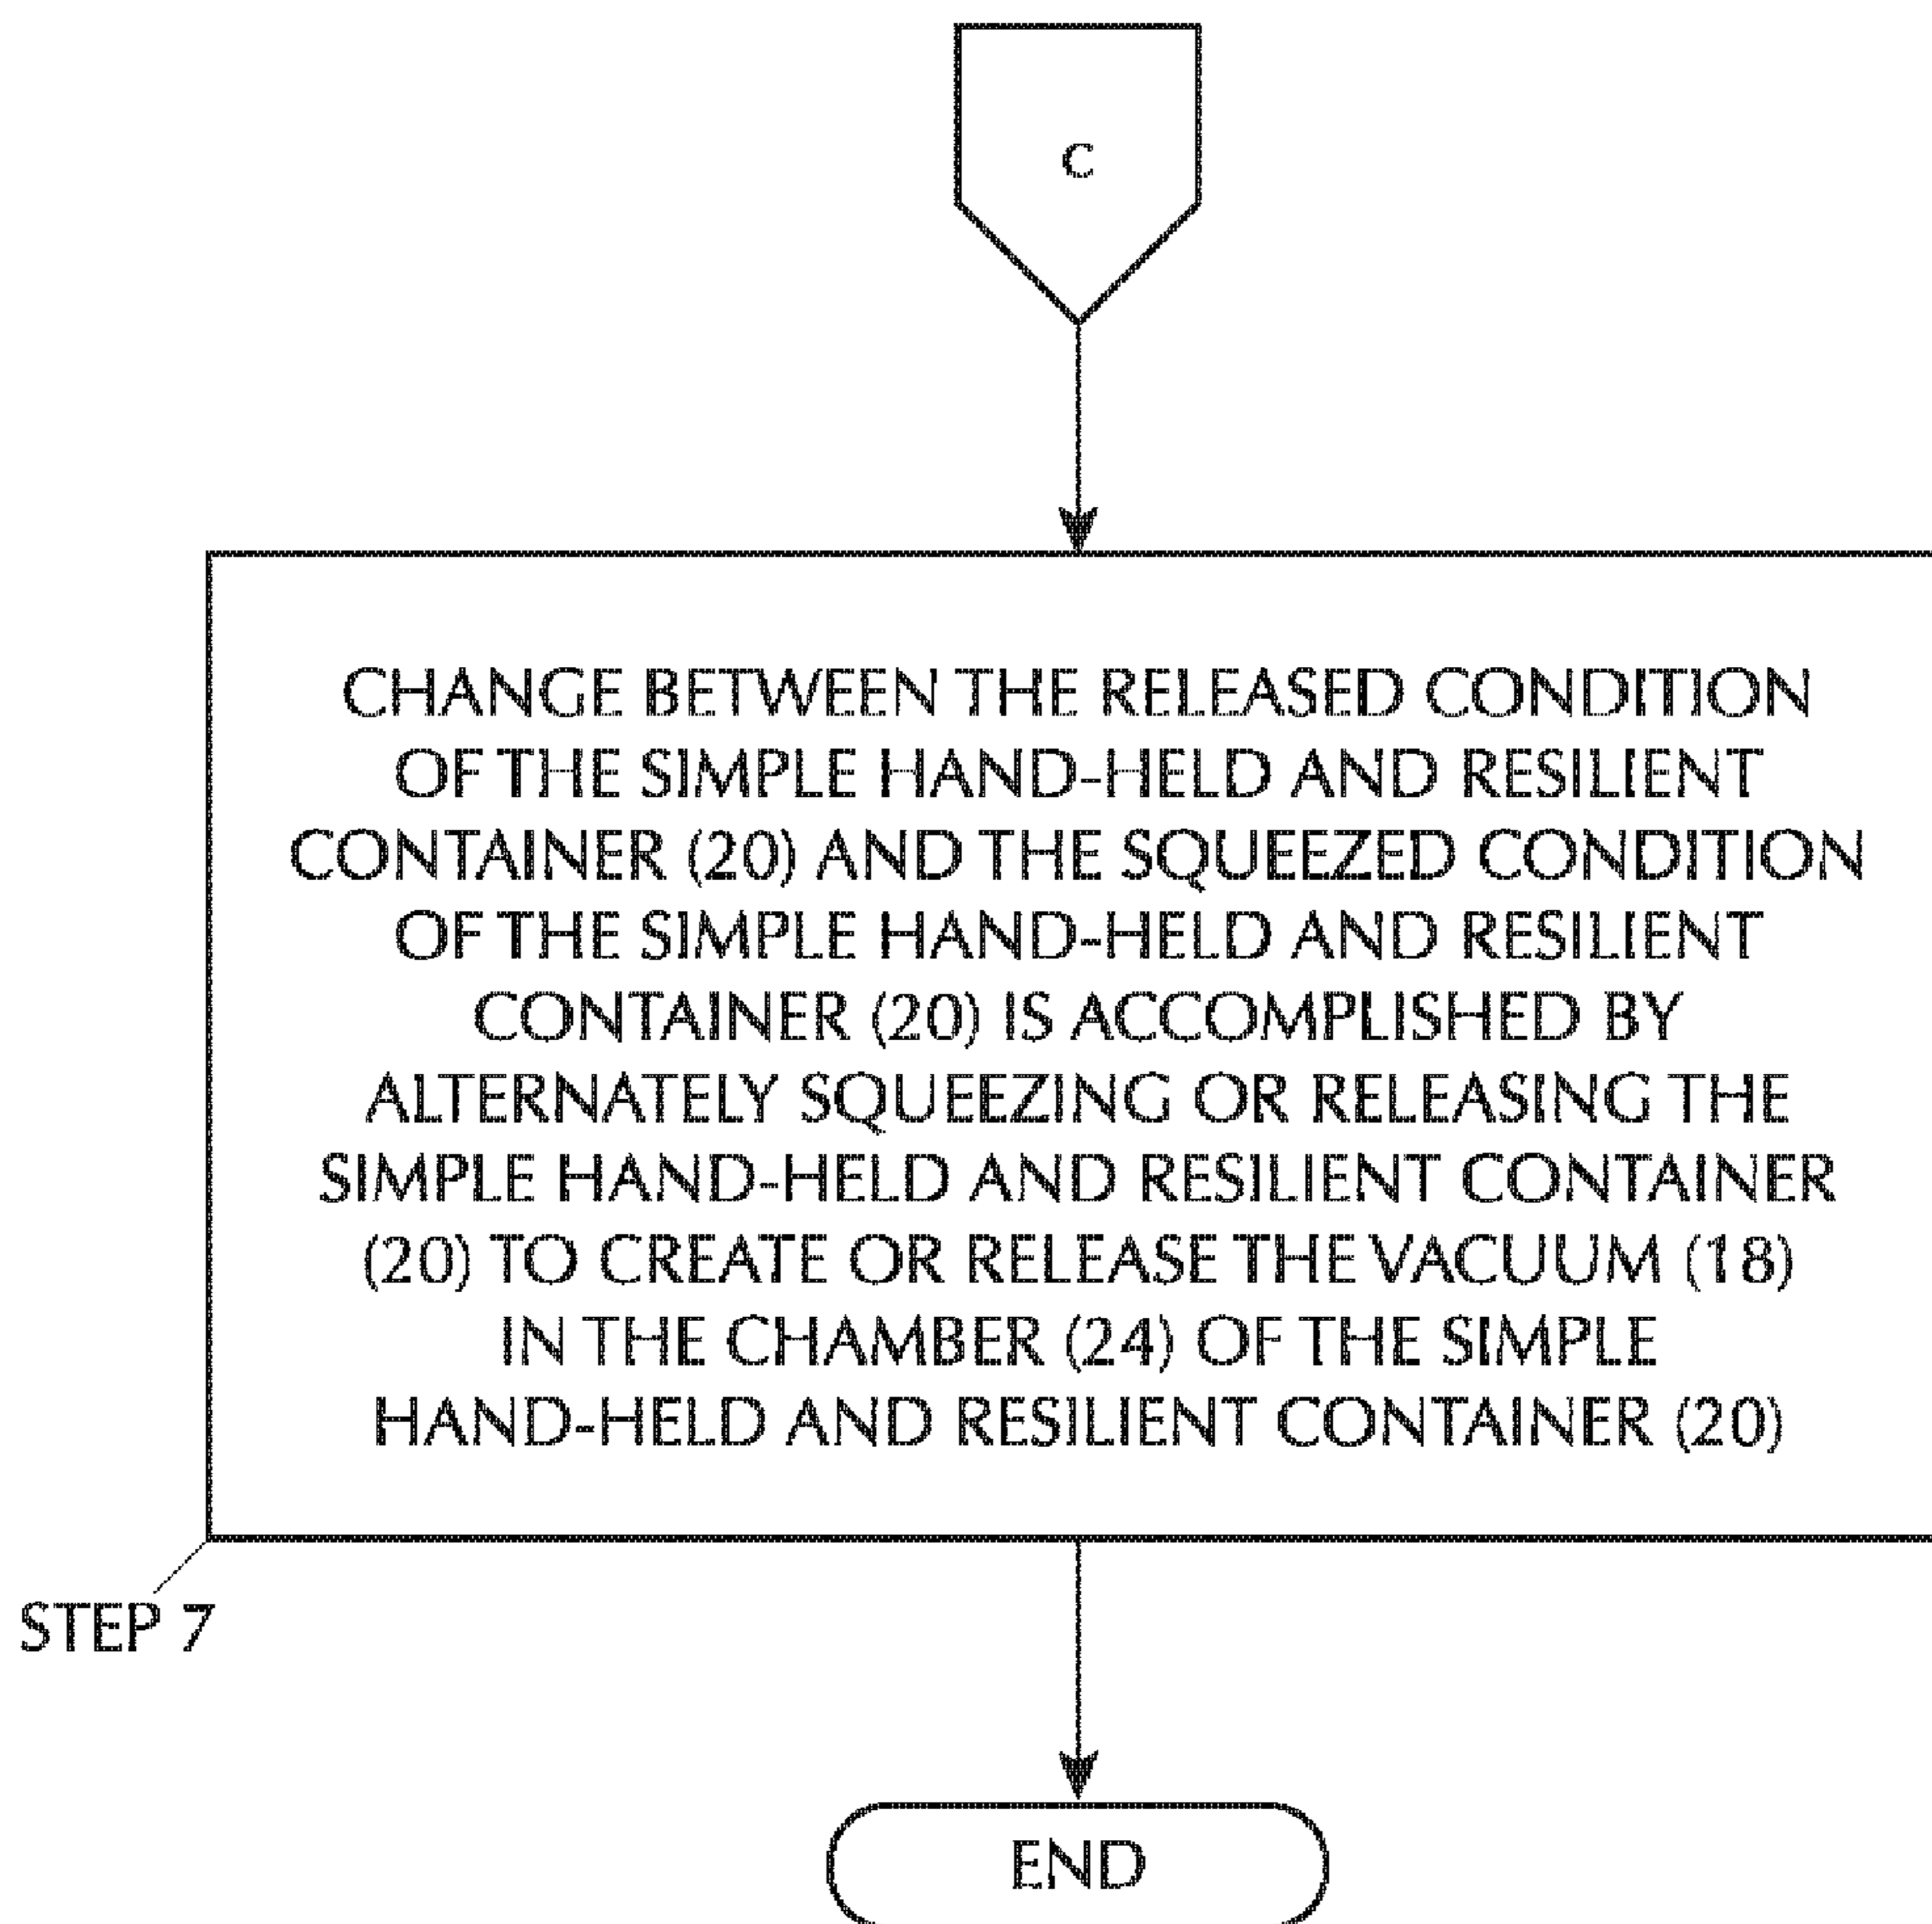 C
CHANGE BETWEEN THE RELEASED CONDITION
OF THE SIMPLE HAND-HELD AND RESILIENT
CONTAINER (20) AND THE SQUEEZED CONDITION
OF THE SIMPLE HAND-HELD AND RESILIENT
CONTAINER (20) IS ACCOMPLISHED BY
ALTERNATELY SQUEEZING OR RELEASING THE
SIMPLE HAND-HELD AND RESILIENT CONTAINER
(20) TO CREATE OR RELEASE THE VACUUM (18)
IN THE CHAMBER (24) OF THE SIMPLE
HAND-HELD AND RESILIENT CONTAINER (20)
STEP 7
END